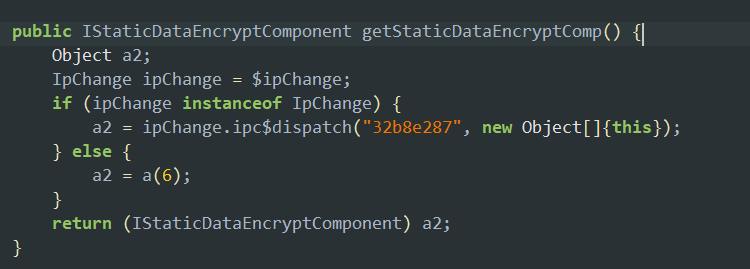 public IStaticDataEncryptComponent getStaticDataEncryptComp() {
    Object a2;
    IpChange ipChange = $ipChange;
    if (ipChange instanceof IpChange) {
        a2 = ipChange.ipc$dispatch("32b8e287", new Object[]{this});
    } else {
        a2 = a(6);
    }
    return (IStaticDataEncryptComponent) a2;
}